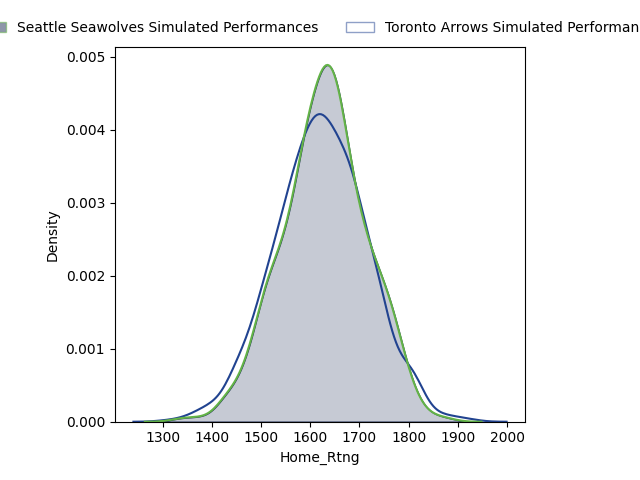 Seattle Seawolves Simulated Performances Toronto Arrows Simulated Performan
0.005
0.004
0.003
0.002
0.001
0.000
Density
1300 1400 1500 1600 1700 1800 1900 2000
Home_Rtng